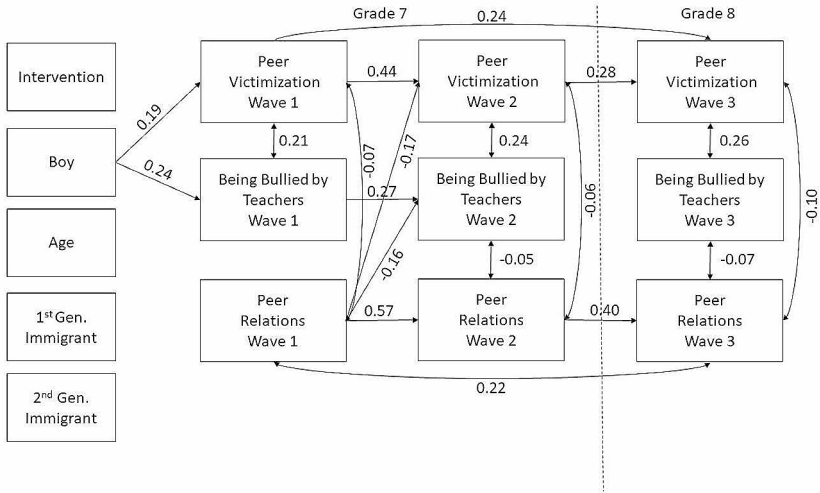 Grade 7
0.24
Grade 8
Intervention
Boy
Age
1st Gen.
Immigrant
2nd Gen.
Immigrant
0.19
0.24
Peer
Victimization
Wave 1
0.44
Peer
Victimization
Wave 2
0.28
Peer
Victimization
Wave 3
0.21
-0.07
-0.17
0.24
0.26
Being Bullied by
Teachers
Wave 1
0.27
Being Bullied by
Teachers
Wave 2
-0.06
Being Bullied by
Teachers
Wave 3
-0.10
-0.16
-0.05
-0.07
Peer
Relations
Wave 1
0.57
Peer
Relations
Wave 2
0.40
Peer
Relations
Wave 3
0.22